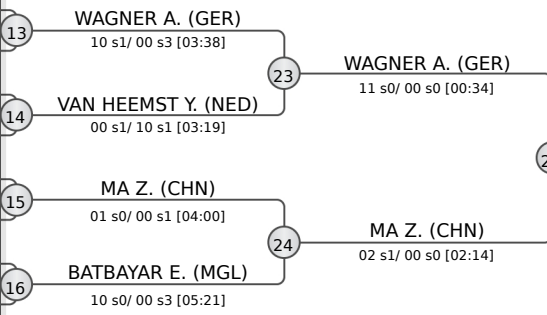 13
WAGNER A. (GER)
10 s1/ 00 s3 [03:38]
23
WAGNER A. (GER)
11 s0/ 00 s0 [00:34]
14
VAN HEEMST Y. (NED)
00 s1/ 10 s1 [03:19]
15
MA Z. (CHN)
01 s0/ 00 s1 [04:00]
24
MA Z. (CHN)
02 s1/ 00 s0 [02:14]
16
BATBAYAR E. (MGL)
10 s0/ 00 s3 [05:21]